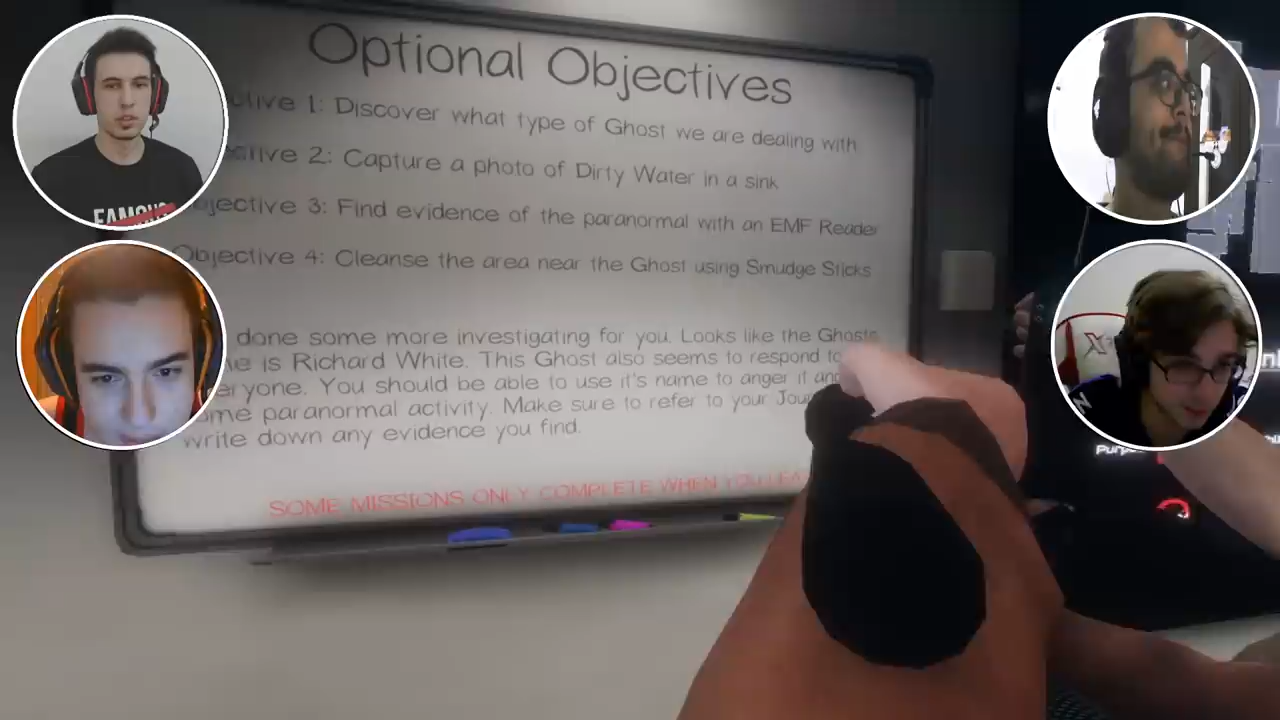 Optional Objectives
ective 1: Discover what type of Ghost we are dealing with
ective 2: Capture a photo of Dirty Water in a sink
bjective 3: Find evidence of the paranormal with an EMF Reader
Objective 4: Cleanse the area near the Ghost using Smudge Sticks
done some more investigating for you. Looks like the Ghosts
is Richard White. This Ghost also seems to respond to
eryone. You should be able to use it's name to anger it and
ome paranormal activity. Make sure to refer to your Jou
write down any evidence you find.
SOME MISSIONS ONLY COMPLETE WHEN YOU LEA
FAMOUS
X